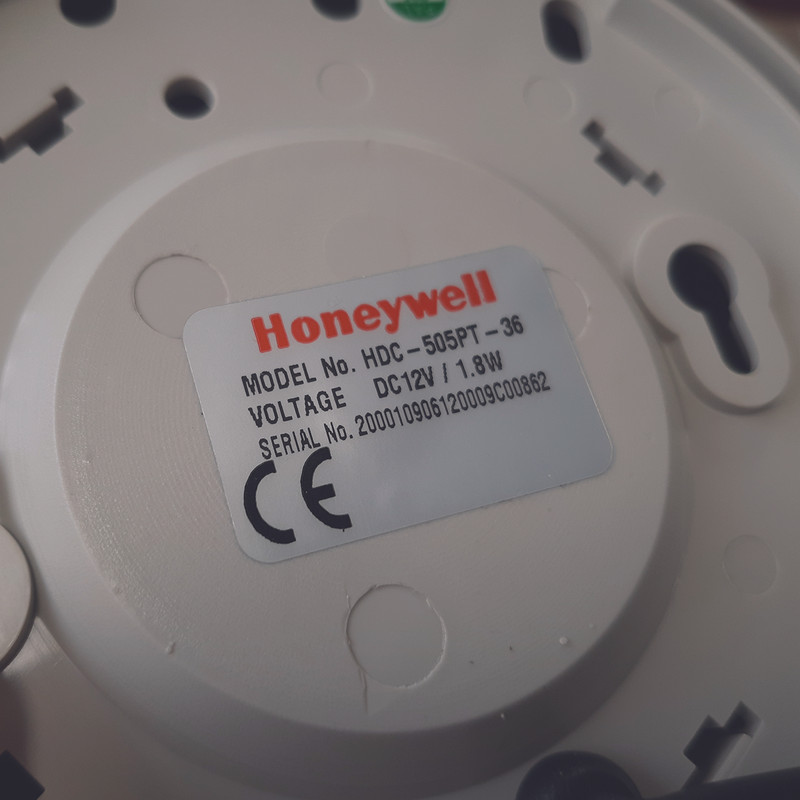 Honeywell
MODEL No. HDC-505PT-36
VOLTAGE DC12V / 1.8W
SERIAL No. 200010906120009C00862
CE